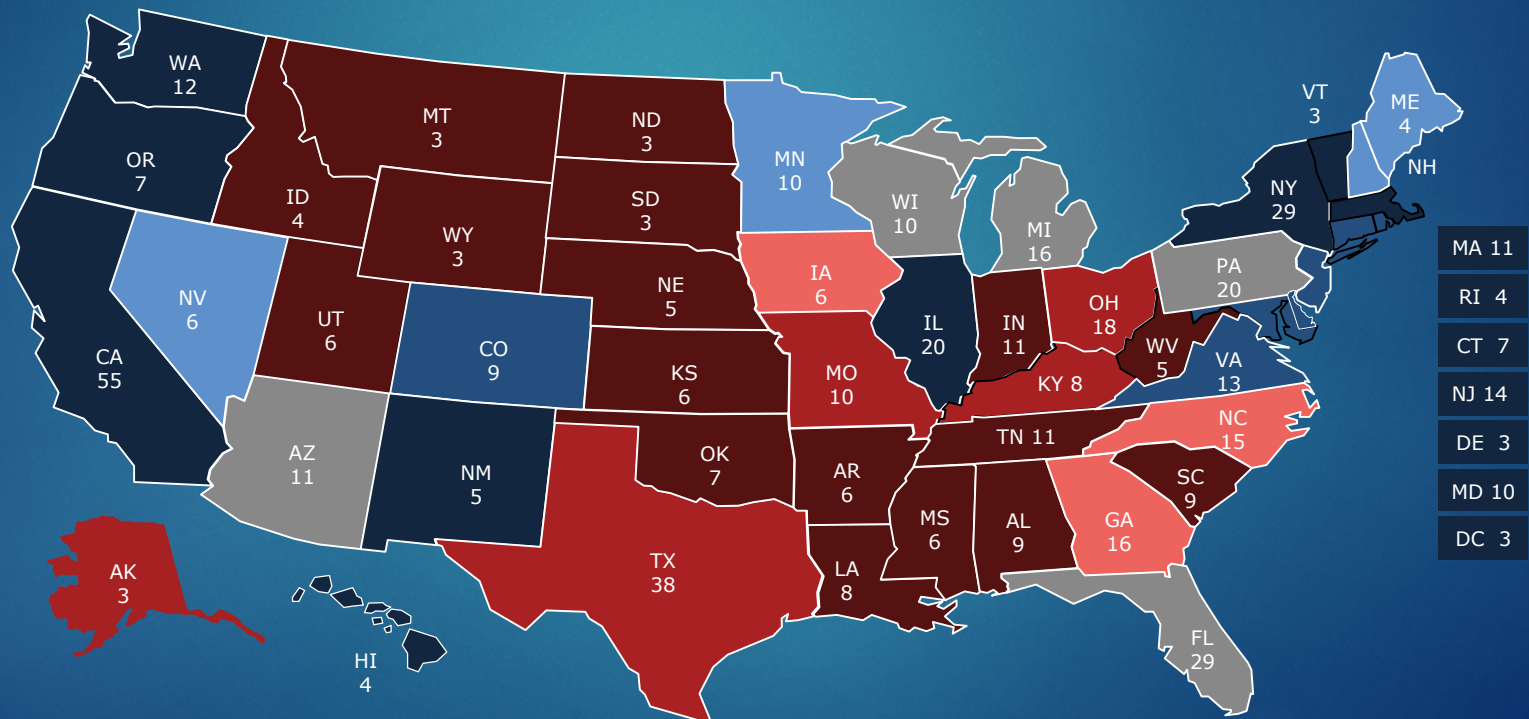 WA
12
OR
7
CA
55
NV
6
ID
4
MT
3
WY
3
UT
6
AZ
11
CO
9
NM
5
ND
3
SD
3
NE
5
KS
6
OK
7
TX
38
MN
10
IA
6
MO
10
AR
6
LA
8
WI
10
IL
20
MS
6
MI
16
IN
11
OH
18
KY 8
TN 11
AL
9
GA
16
FL
29
SC
9
NC
15
VA
13
WV
5
PA
20
NY
29
VT
3
ME
4
NH
MA 11
RI 4
CT 7
NJ 14
DE 3
MD 10
DC 3
AK
3
HI
4